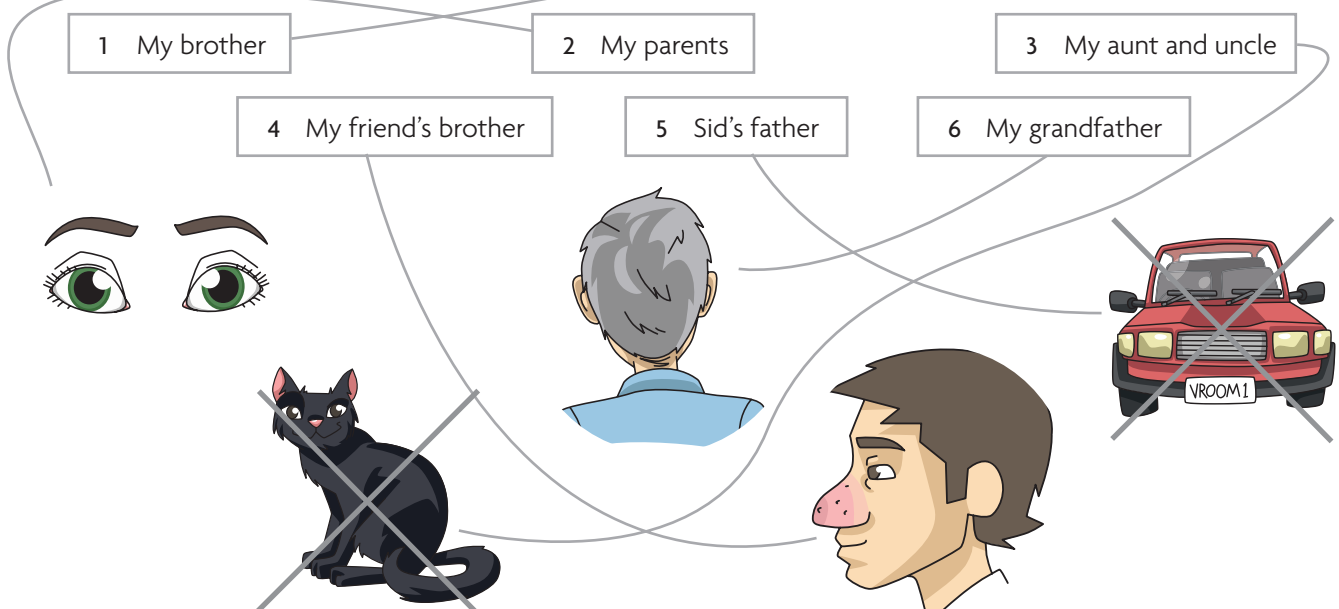 1 My brother
2 My parents
3 My aunt and uncle
4 My friend's brother
5 Sid's father
6 My grandfather
VROOM1